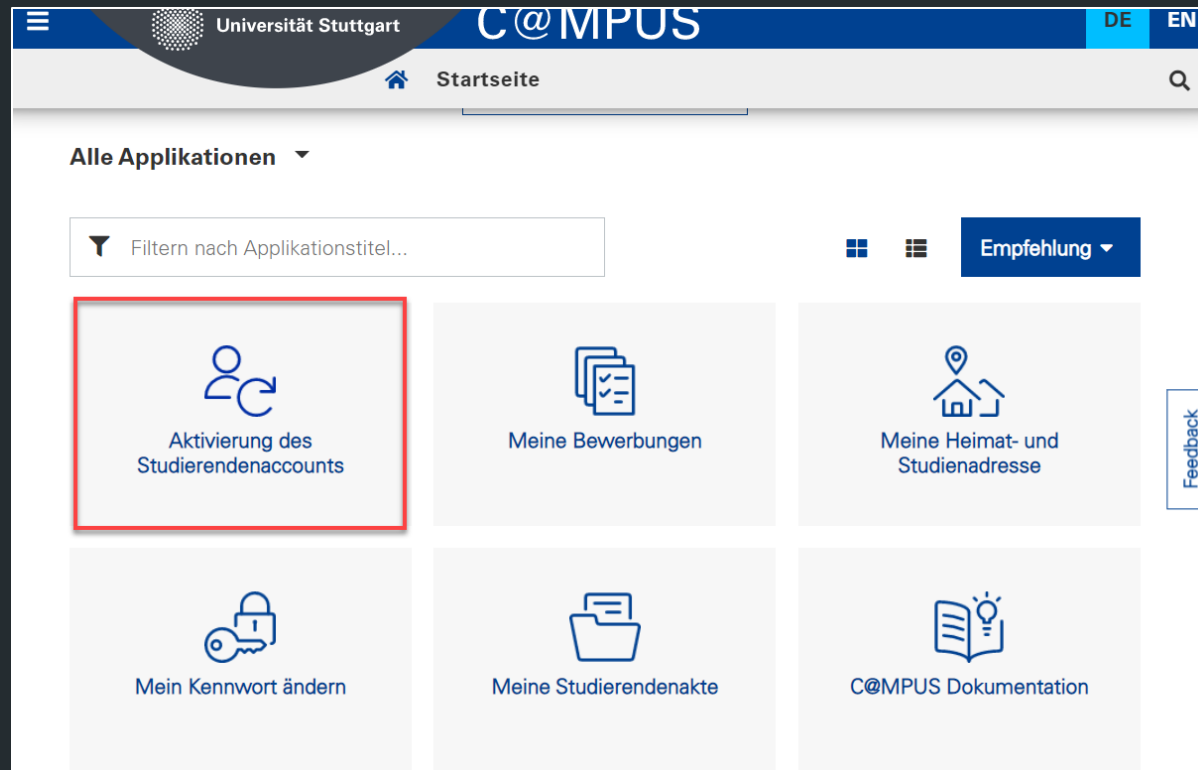 Universität Stuttgart
C@MPUS
DE EN
Startseite
Alle Applikationen
Filtern nach Applikationstitel...
Empfehlung
Aktivierung des
Studierendenaccounts
Meine Bewerbungen
Meine Heimat- und
Studienadresse
Feedback
Mein Kennwort ändern
Meine Studierendenakte
C@MPUS Dokumentation